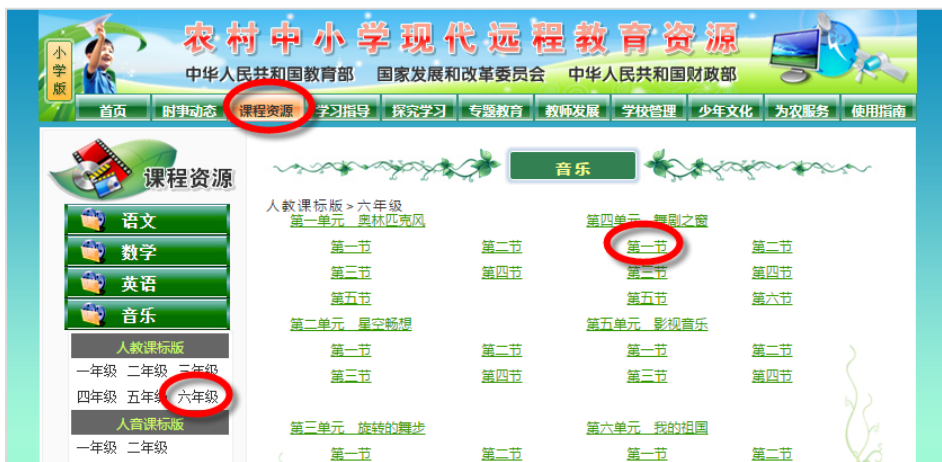 小学版
农村中小学现代远程教育资源
中华人民共和国教育部 国家发展和改革委员会 中华人民共和国财政部
首页 时事动态 课程资源 学习指导 探究学习 专题教育 教师发展 学校管理 少年文化 为农服务 使用指南
课程资源
语文
数学
英语
音乐
人教课标版
一年级 二年级 三年级
四年级 五年级 六年级
人音课标版
一年级 二年级
音乐
人教课标版>六年级
第一单元 奥林匹克风 第四单元 舞剧之窗
第一节 第二节 第一节 第二节
第三节 第四节 第三节 第四节
第五节 第五节 第六节
第二单元 星空畅想 第五单元 影视音乐
第一节 第二节 第一节 第二节
第三节 第四节 第三节 第四节
第三单元 旋转的舞步 第六单元 我的祖国
第一节 第二节 第一节 第二节